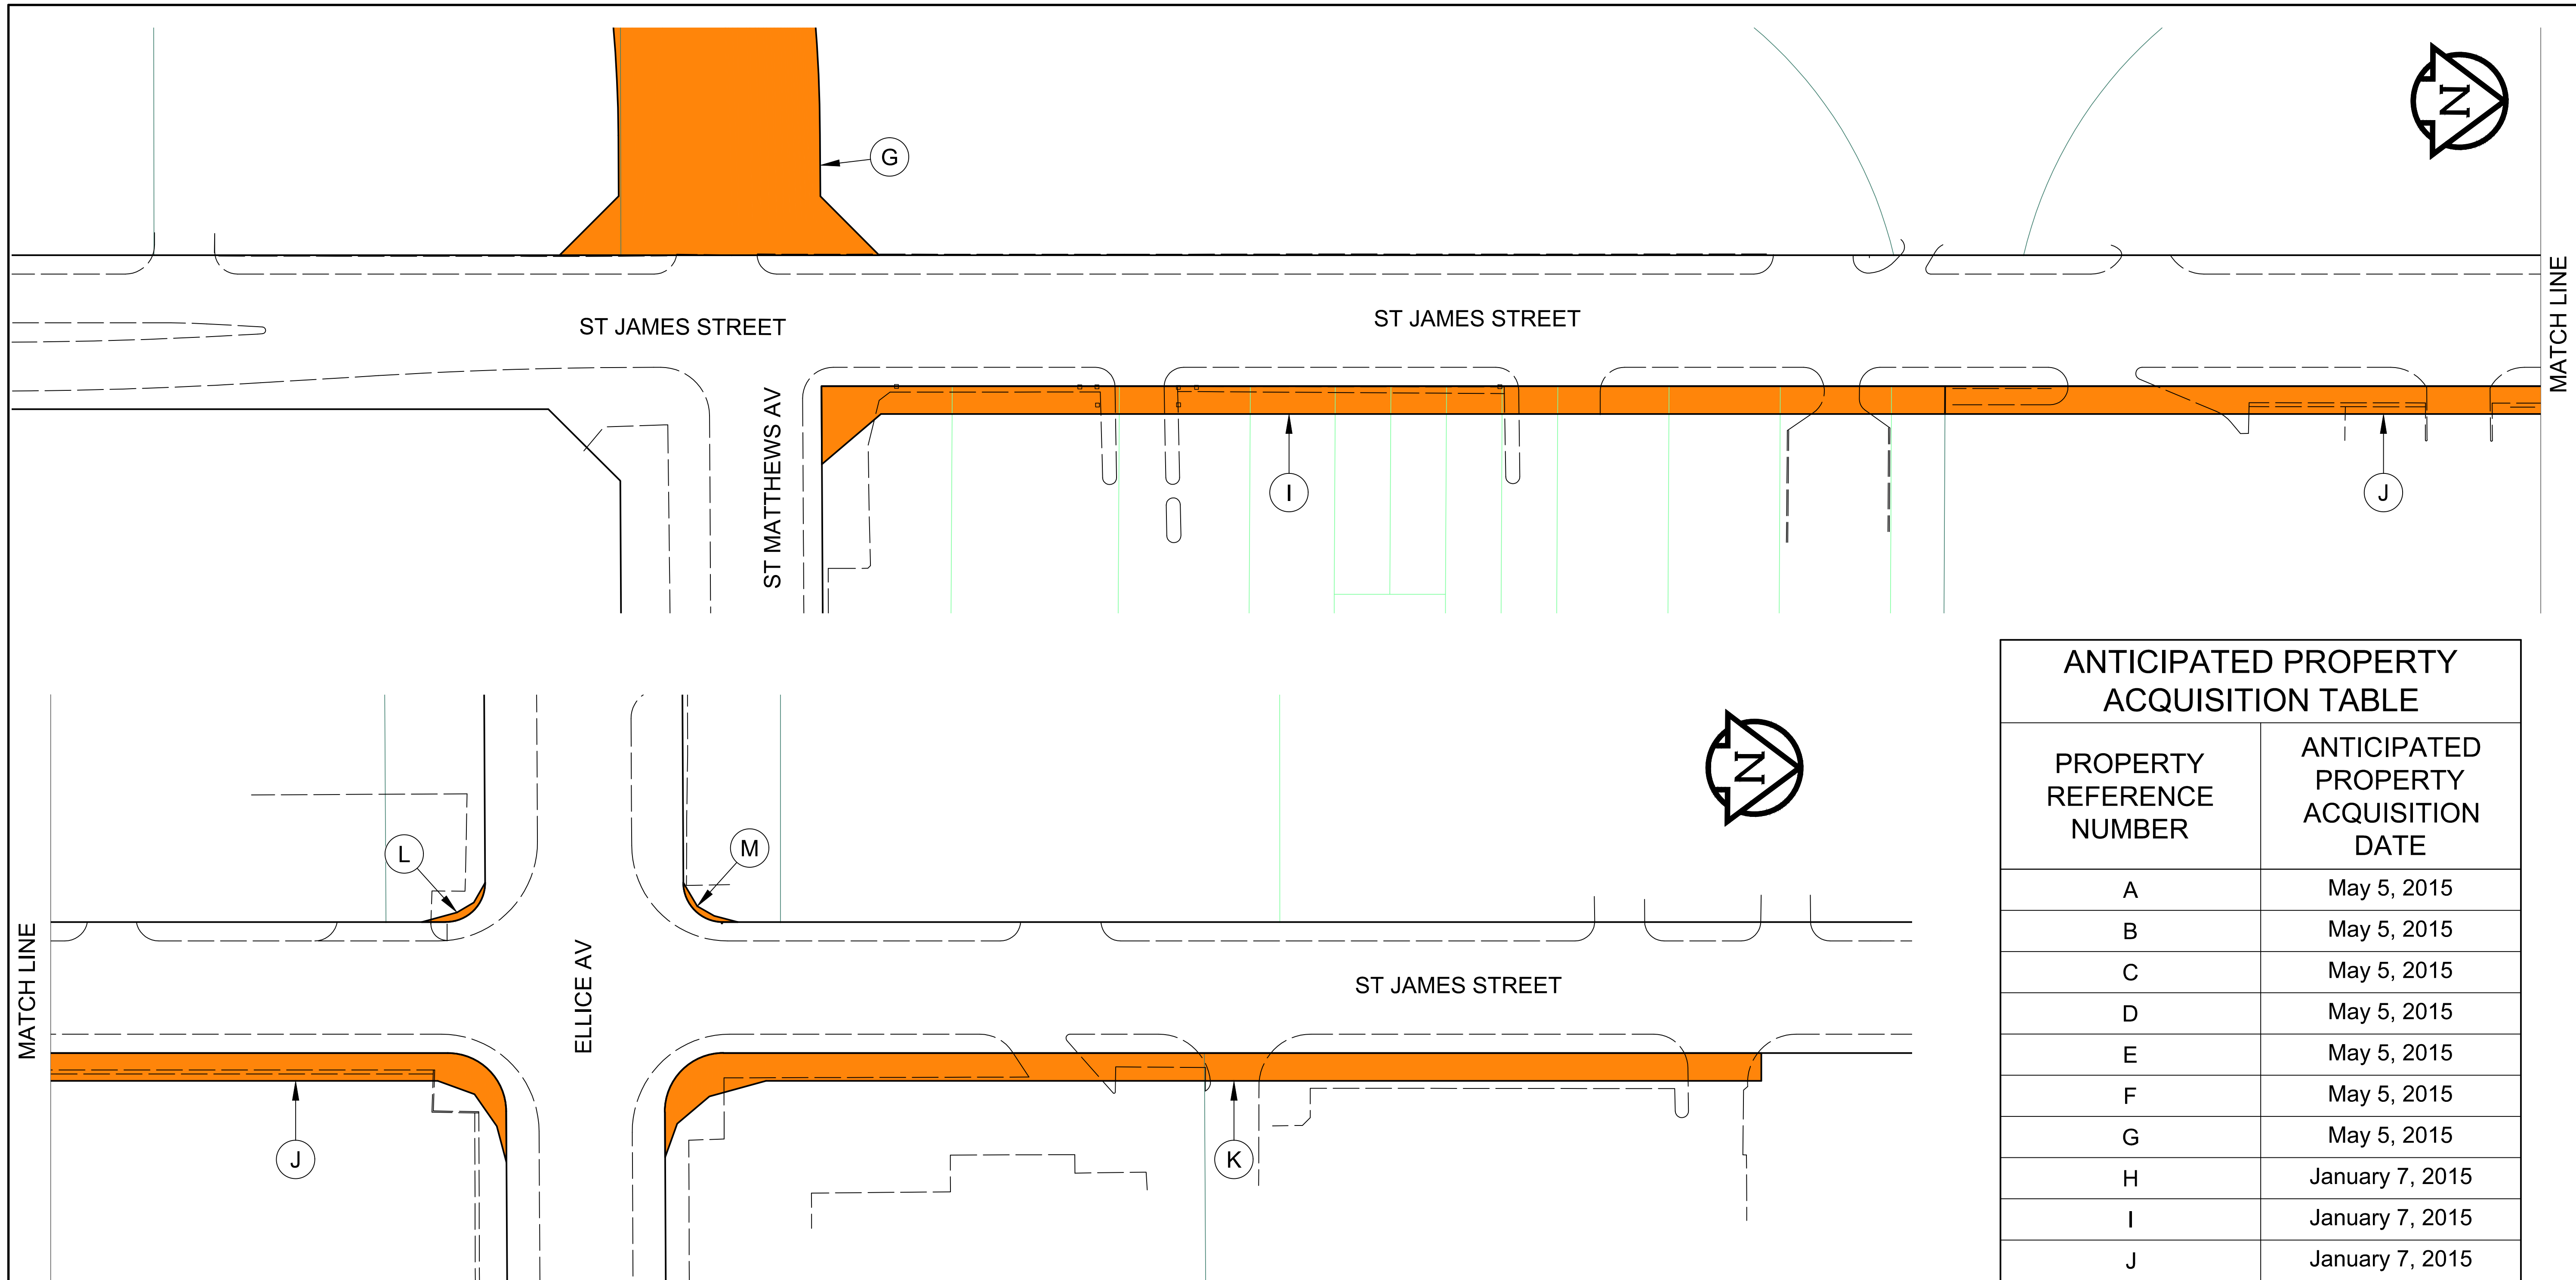 N
G
ST JAMES STREET
ST JAMES STREET
MATCH LINE
ST MATTHEWS AV
I
J
N
L
M
MATCH LINE
ELLICE AV
ST JAMES STREET
J
K
ANTICIPATED PROPERTY
ACQUISITION TABLE
PROPERTY
REFERENCE
NUMBER
ANTICIPATED
PROPERTY
ACQUISITION
DATE
A May 5, 2015
B May 5, 2015
C May 5, 2015
D May 5, 2015
E May 5, 2015
F May 5, 2015
G May 5, 2015
H January 7, 2015
I January 7, 2015
J January 7, 2015